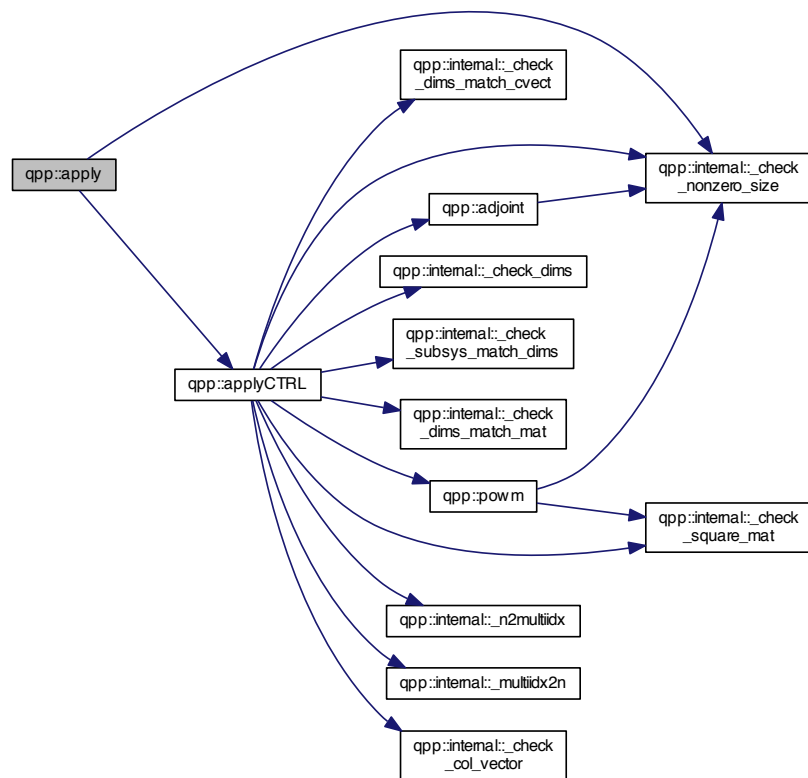 qpp::internal::_check
_dims_match_cvect
qpp::apply
qpp::internal::_check
_nonzero_size
qpp::adjoint
qpp::internal::_check_dims
qpp::internal::_check
_subsys_match_dims
qpp::applyCTRL
qpp::internal::_check
_dims_match_mat
qpp::powm
qpp::internal::_check
_square_mat
qpp::internal::_n2multiidx
qpp::internal::_multiidx2n
qpp::internal::_check
_col_vector